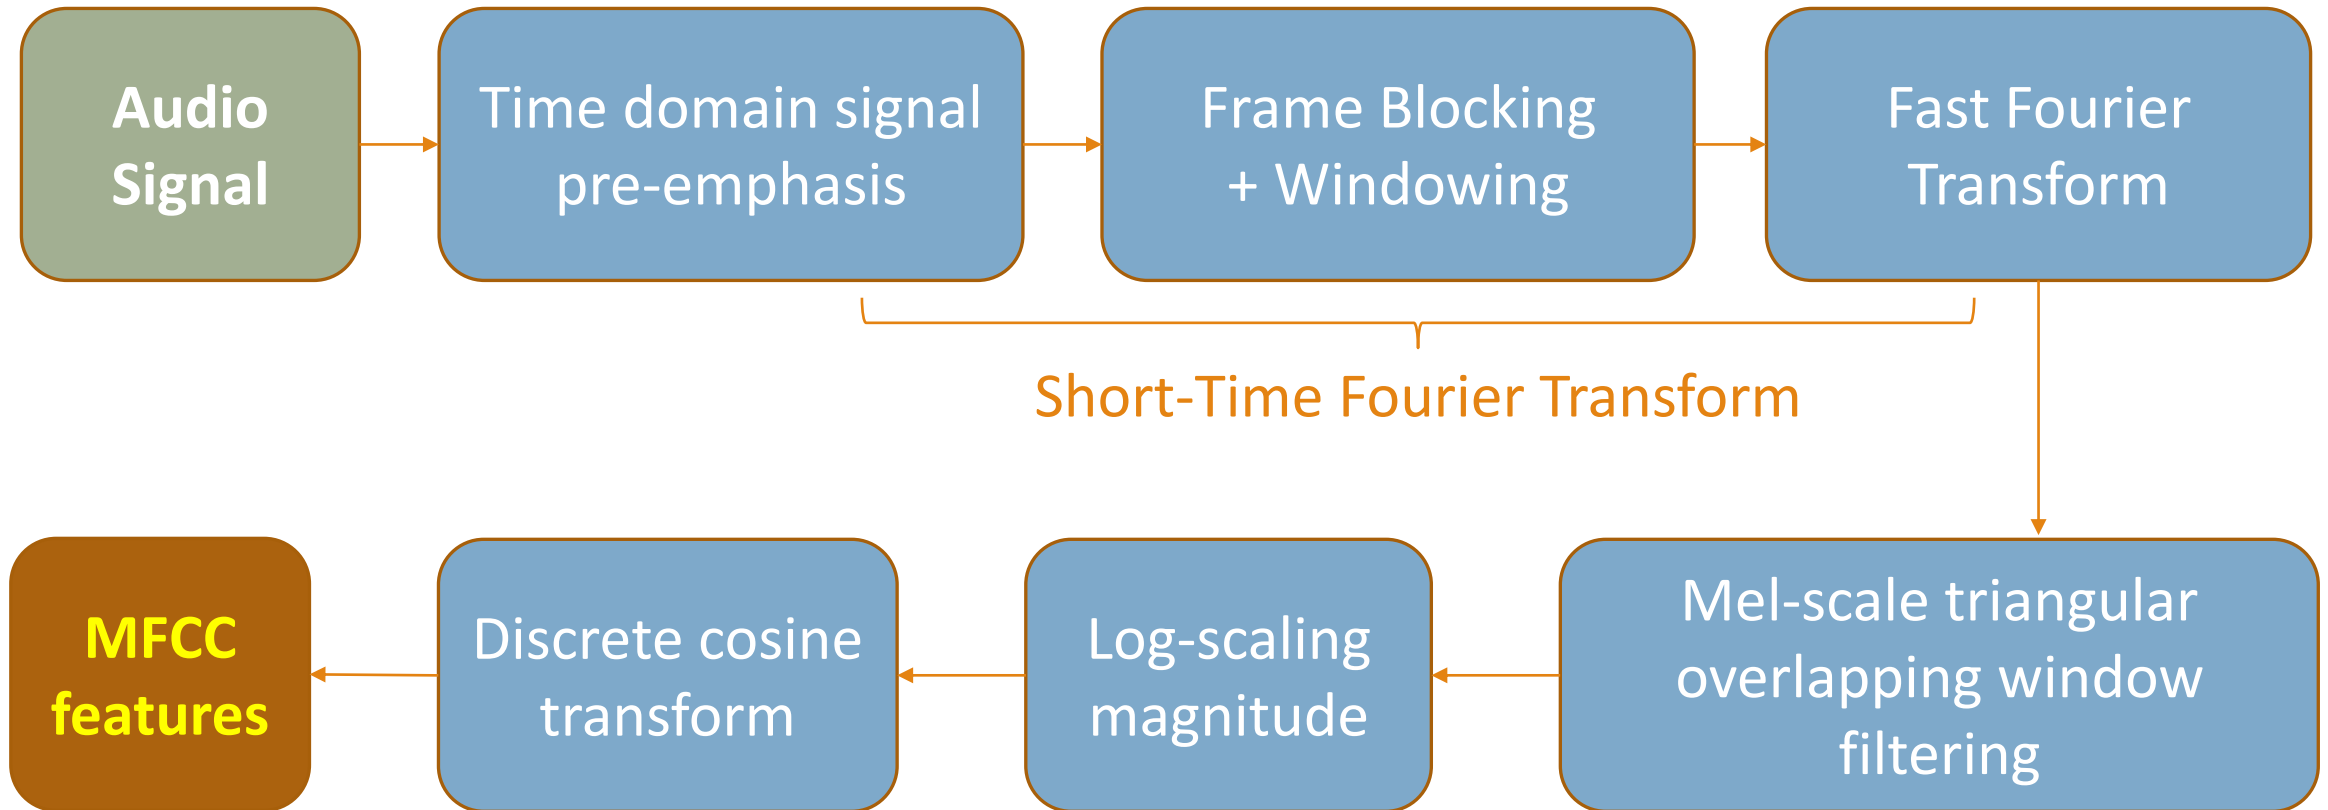 Audio
Signal
Time domain signal
pre-emphasis
Frame Blocking
+ Windowing
Fast Fourier
Transform
Short-Time Fourier Transform
Mel-scale triangular
overlapping window
filtering
Log-scaling
magnitude
Discrete cosine
transform
MFCC
features